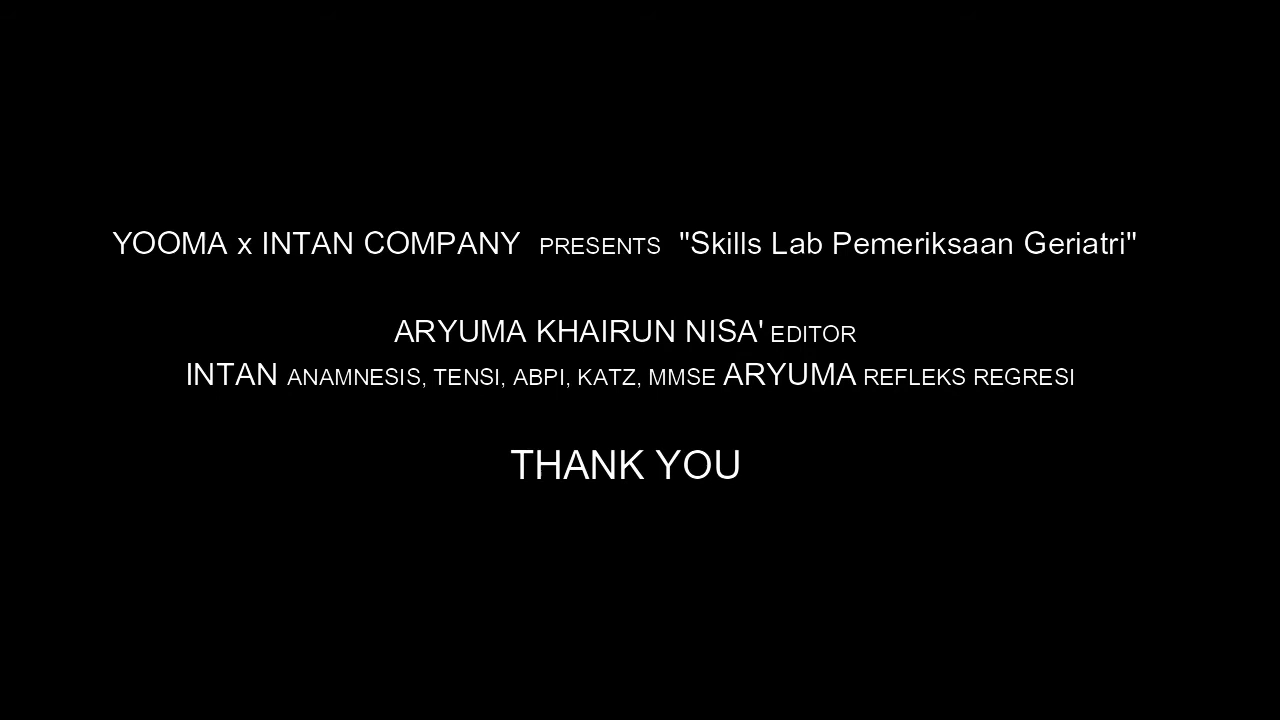 YOOMA x INTAN COMPANY PRESENTS "Skills Lab Pemeriksaan Geriatri"
ARYUMA KHAIRUN NISA' EDITOR
INTAN ANAMNESIS, TENSI, ABPI, KATZ, MMSE ARYUMA REFLEKS REGRESI
THANK YOU